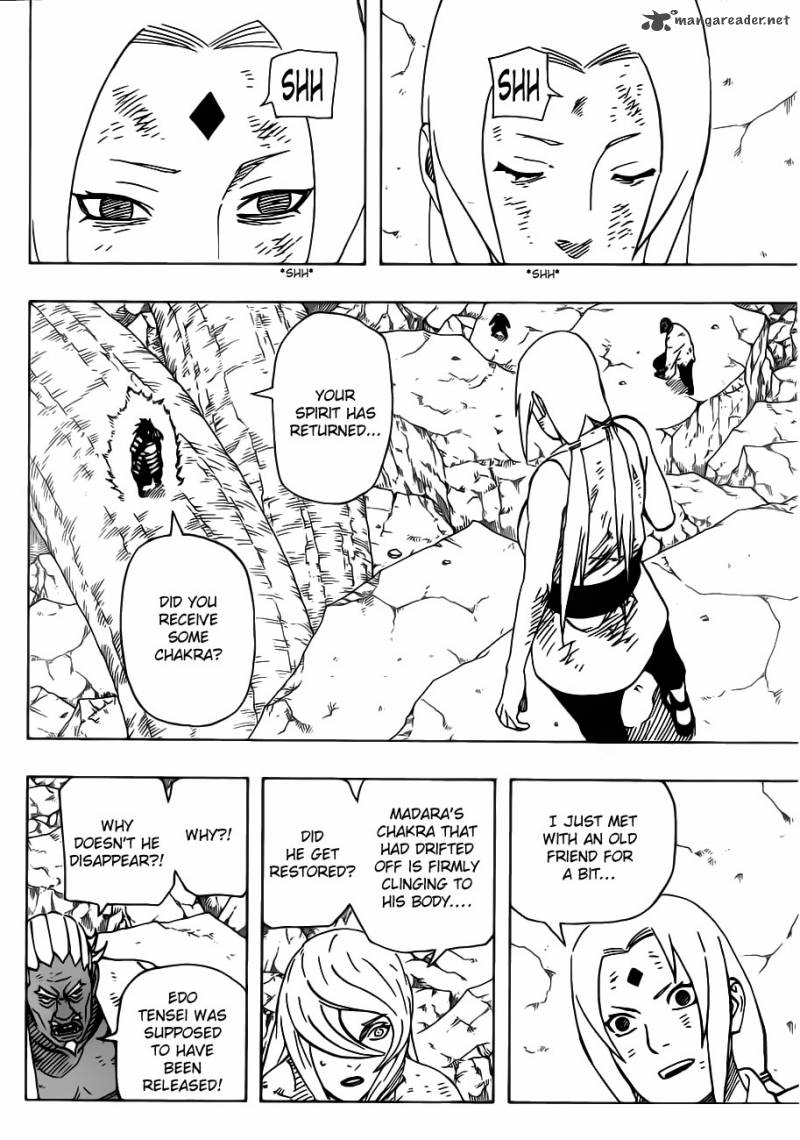 mangareader.net
SHH
SHH
*SHH*
*SHH*
YOUR
SPIRIT HAS
RETURNED...
DID YOU
RECEIVE
SOME
CHAKRA?
I JUST MET
WITH AN OLD
FRIEND FOR
A BIT...
MADARA'S
CHAKRA THAT
HAD DRIFTED
OFF IS FIRMLY
CLINGING TO
HIS BODY....
DID
HE GET
RESTORED?
WHY?!
WHY
DOESN'T HE
DISAPPEAR?!
EDO
TENSEI WAS
SUPPOSED TO
HAVE BEEN
RELEASED!